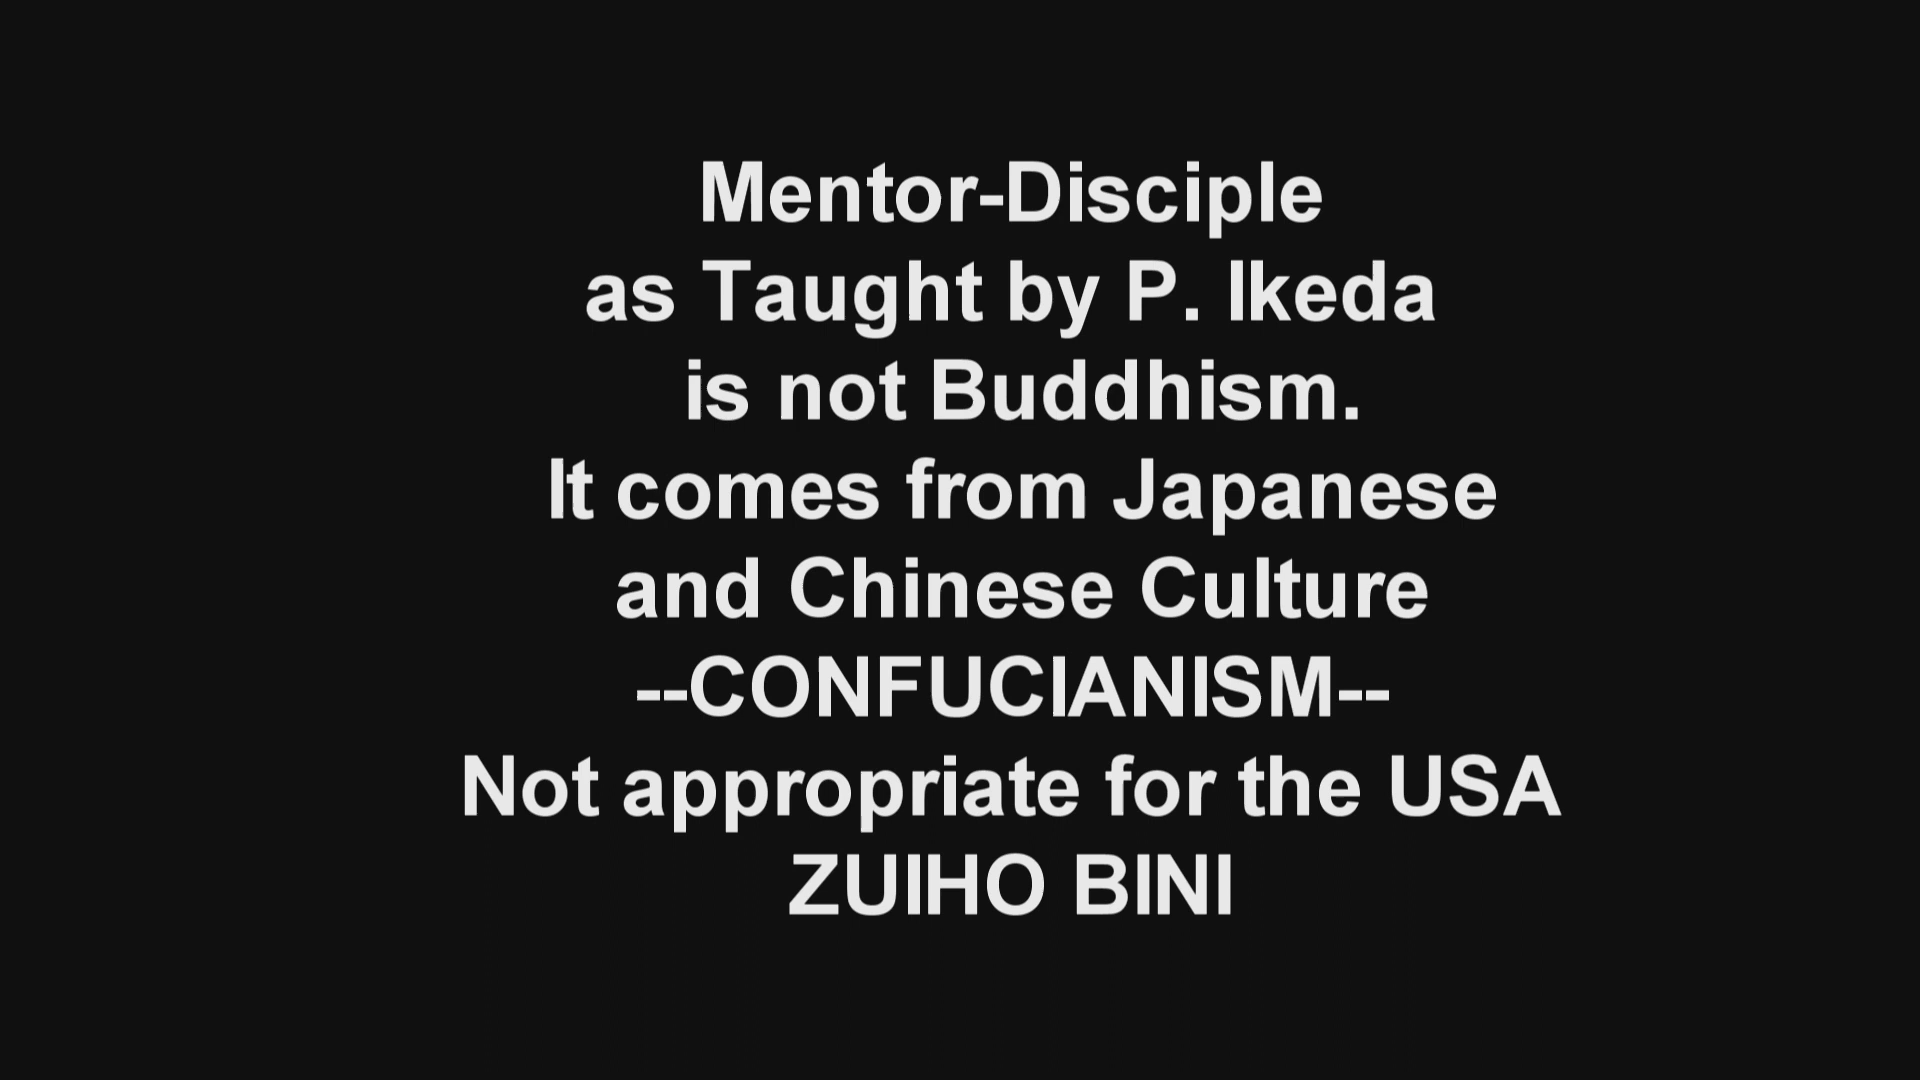 Mentor-Disciple
as Taught by P. Ikeda
is not Buddhism.
It comes from Japanese
and Chinese Culture
--CONFUCIANISM--
Not appropriate for the USA
ZUIHO BINI